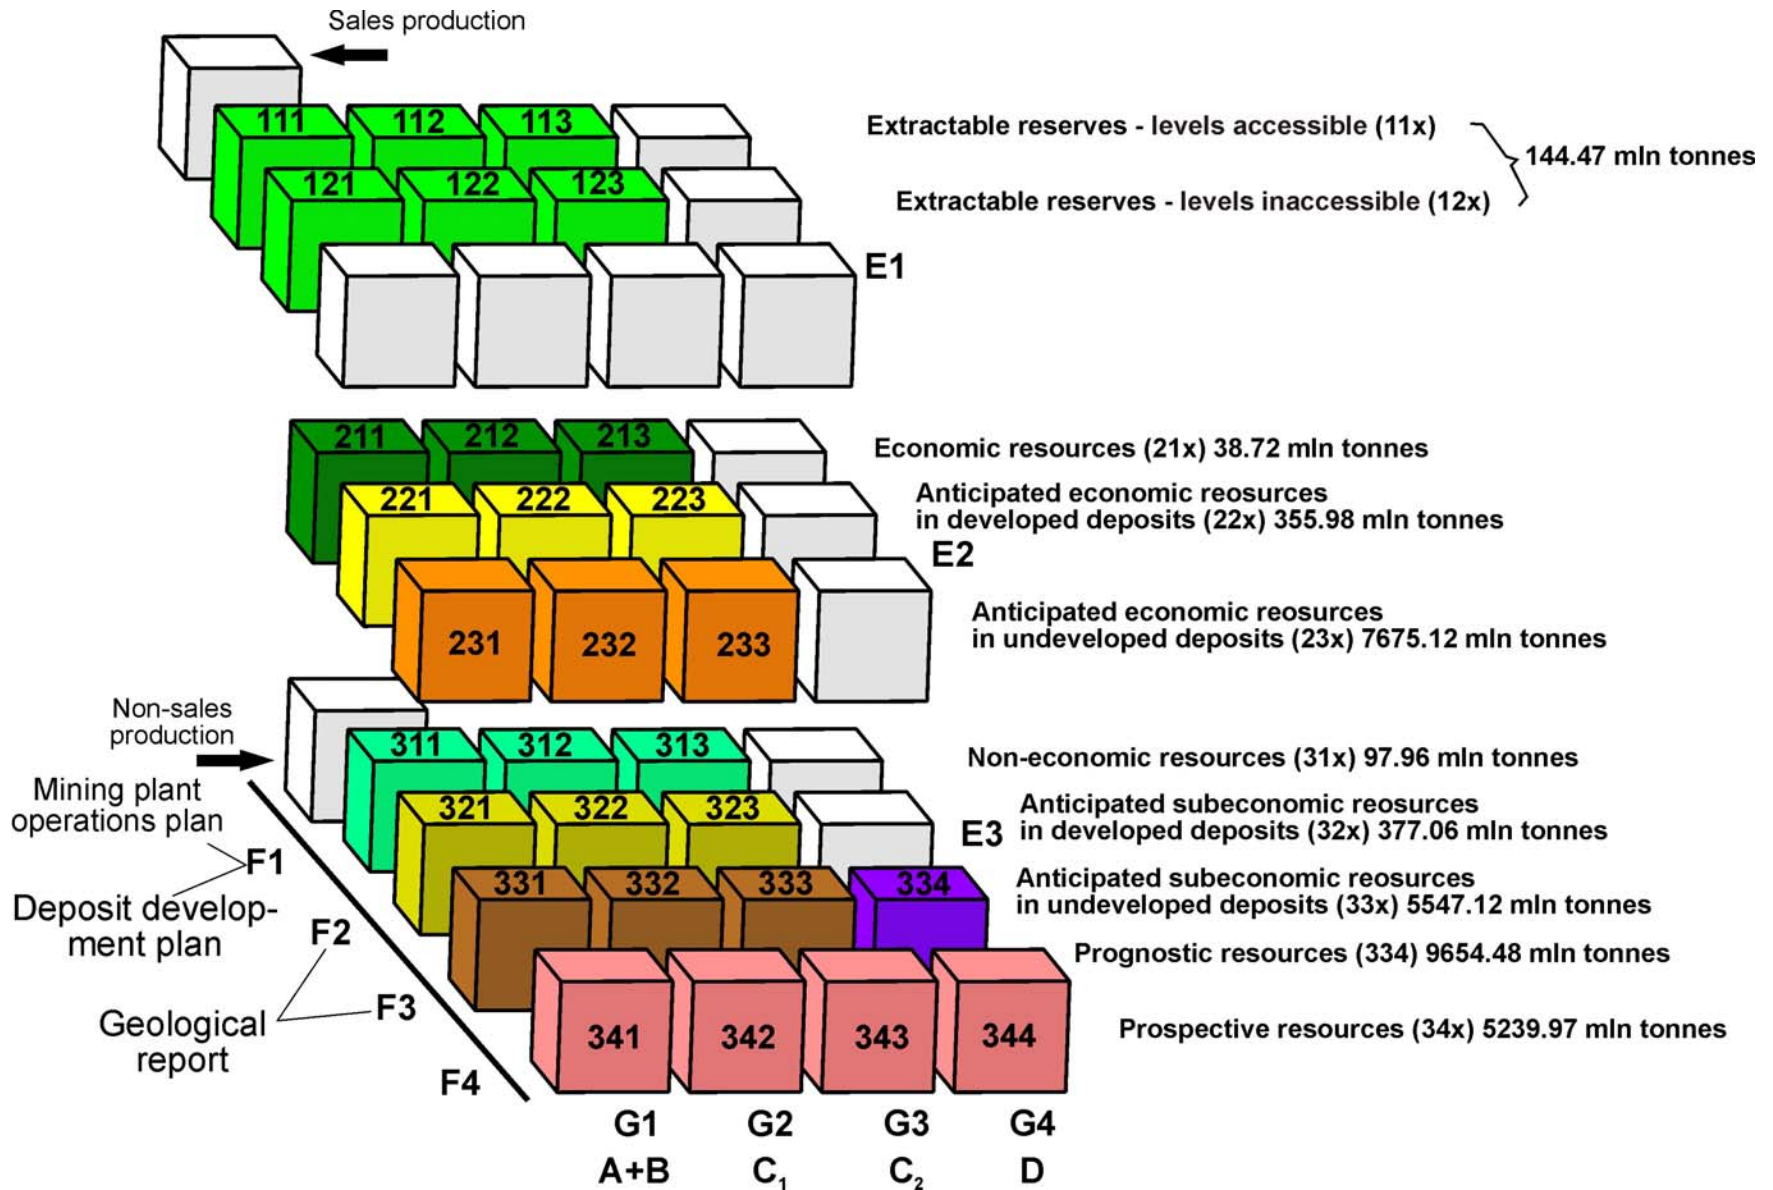 Sales production
111 112 113
121 122 123
Extractable reserves - levels accessible (11x)
144.47 mln tonnes
Extractable reserves - levels inaccessible (12x)
E1
211 212 213
221 222 223
231 232 233
Economic resources (21x) 38.72 mln tonnes
Anticipated economic reosurces
in developed deposits (22x) 355.98 mln tonnes
E2
Anticipated economic reosurces
in undeveloped deposits (23x) 7675.12 mln tonnes
Non-sales
production
311 312 313
321 322 323
331 332 333 334
341 342 343 344
Non-economic resources (31x) 97.96 mln tonnes
E3
Anticipated subeconomic reosurces
in developed deposits (32x) 377.06 mln tonnes
Anticipated subeconomic reosurces
in undeveloped deposits (33x) 5547.12 mln tonnes
Prognostic resources (334) 9654.48 mln tonnes
Prospective resources (34x) 5239.97 mln tonnes
Mining plant
operations plan
F1
Deposit develop-
ment plan
F2
F3
Geological
report
F4
G1 G2 G3 G4
A+B C₁ C₂ D